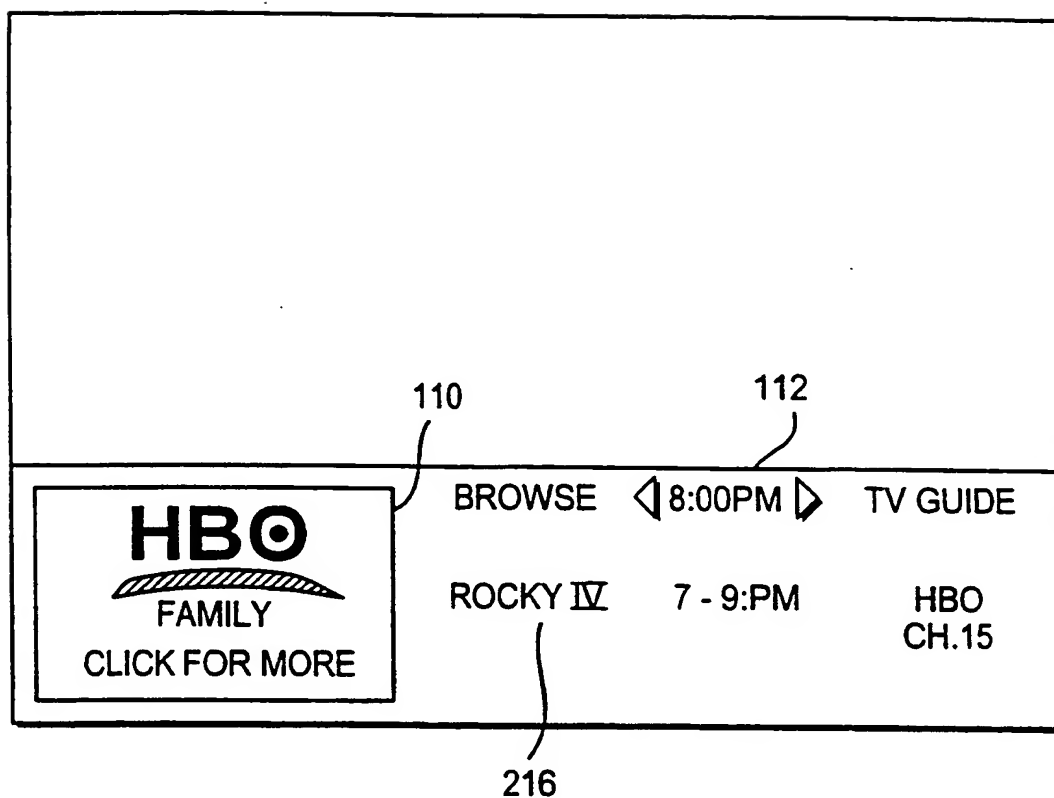 110
112
BROWSE 8:00PM TV GUIDE
HBO
FAMILY
CLICK FOR MORE
ROCKY IV 7 - 9:PM HBO
CH.15
216